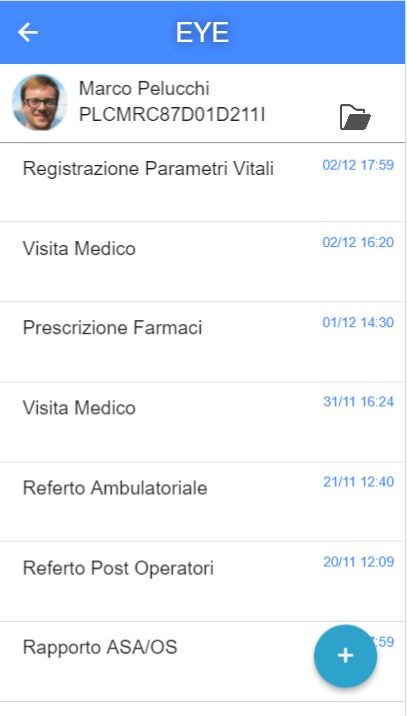 EYE
Marco Pelucchi
PLCMRC87D01D211I
Registrazione Parametri Vitali 02/12 17:59
Visita Medico 02/12 16:20
Prescrizione Farmaci 01/12 14:30
Visita Medico 31/11 16:24
Referto Ambulatoriale 21/11 12:40
Referto Post Operatori 20/11 12:09
Rapporto ASA/OS :59